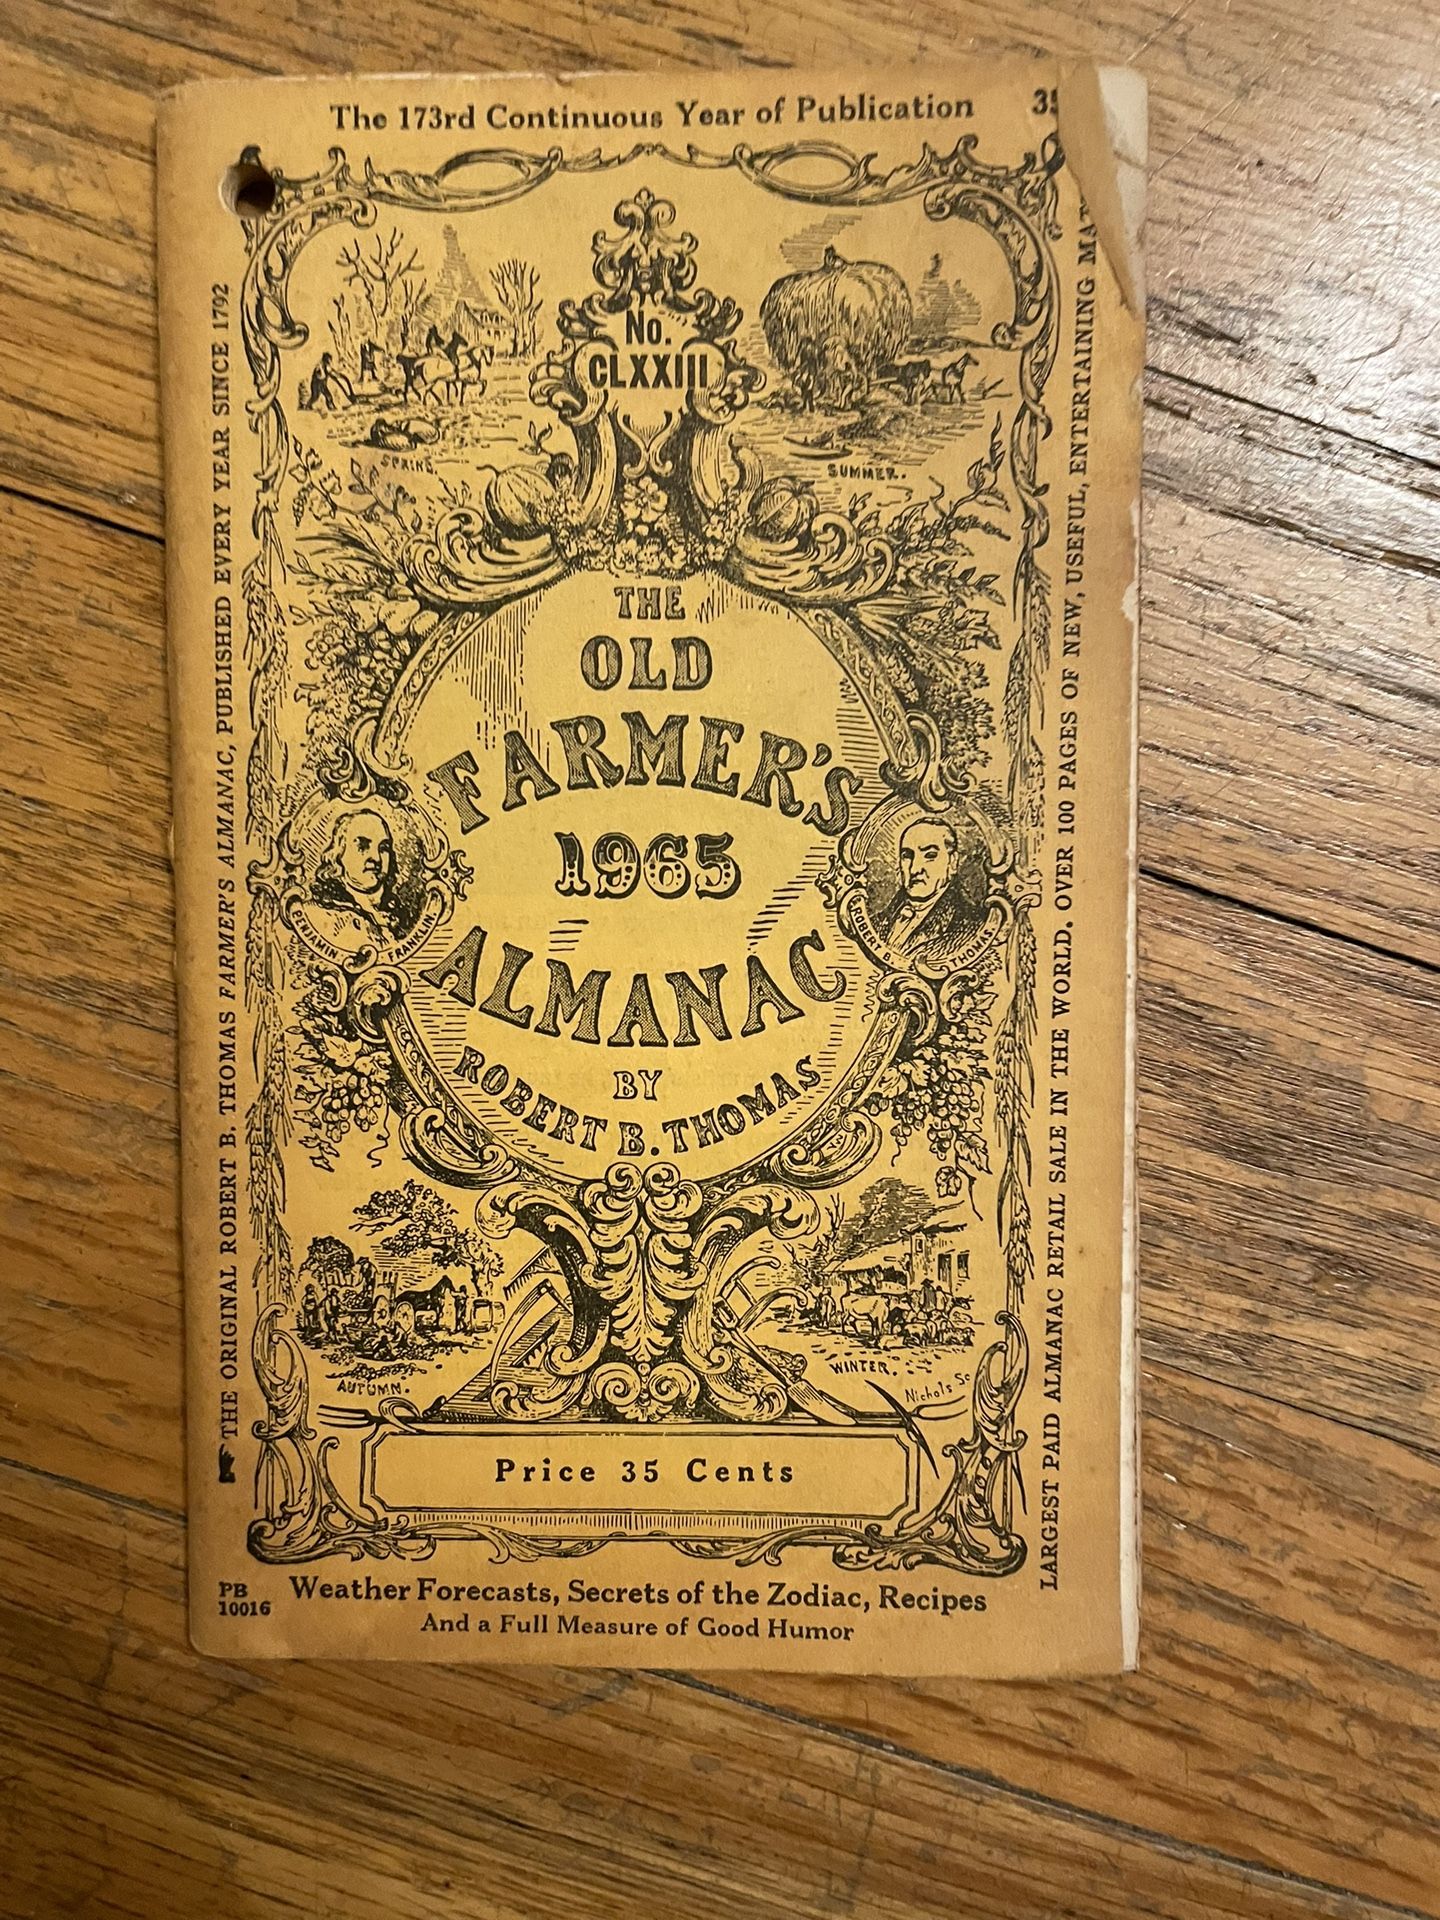 The 173rd Continuous Year of Publication
No.
CLXXIII
SPRING.
SUMMER.
THE
OLD
FARMER'S
1965
ALMANAC
BY
ROBERT B. THOMAS
BENJAMIN FRANKLIN.
ROBERT B. THOMAS.
AUTUMN.
WINTER.
Nichols Sc
Price 35 Cents
PB
10016
Weather Forecasts, Secrets of the Zodiac, Recipes
And a Full Measure of Good Humor
THE ORIGINAL ROBERT B. THOMAS FARMER'S ALMANAC, PUBLISHED EVERY YEAR SINCE 1792
LARGEST PAID ALMANAC RETAIL SALE IN THE WORLD. OVER 100 PAGES OF NEW, USEFUL, ENTERTAINING